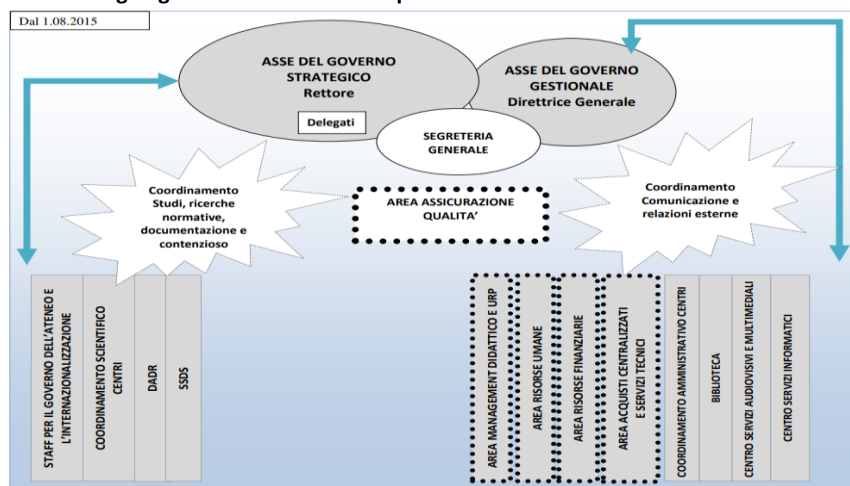 Dal 1.08.2015
ASSE DEL GOVERNO
STRATEGICO
Rettore
Delegati
ASSE DEL GOVERNO
GESTIONALE
Direttrice Generale
SEGRETERIA
GENERALE
Coordinamento
Studi, ricerche
normative,
documentazione e
contenzioso
AREA ASSICURAZIONE
QUALITA'
Coordinamento
Comunicazione e
relazioni esterne
STAFF PER IL GOVERNO DELL'ATENEO E
L'INTERNAZIONALIZZAZIONE
COORDINAMENTO SCIENTIFICO
CENTRI
DADR
SSDS
AREA MANAGEMENT DIDATTICO E URP
AREA RISORSE UMANE
AREA RISORSE FINANZIARIE
AREA ACQUISTI CENTRALIZZATI
E SERVIZI TECNICI
COORDINAMENTO AMMINISTRATIVO CENTRI
BIBLIOTECA
CENTRO SERVIZI AUDIOVISIVI E MULTIMEDIALI
CENTRO SERVIZI INFORMATICI